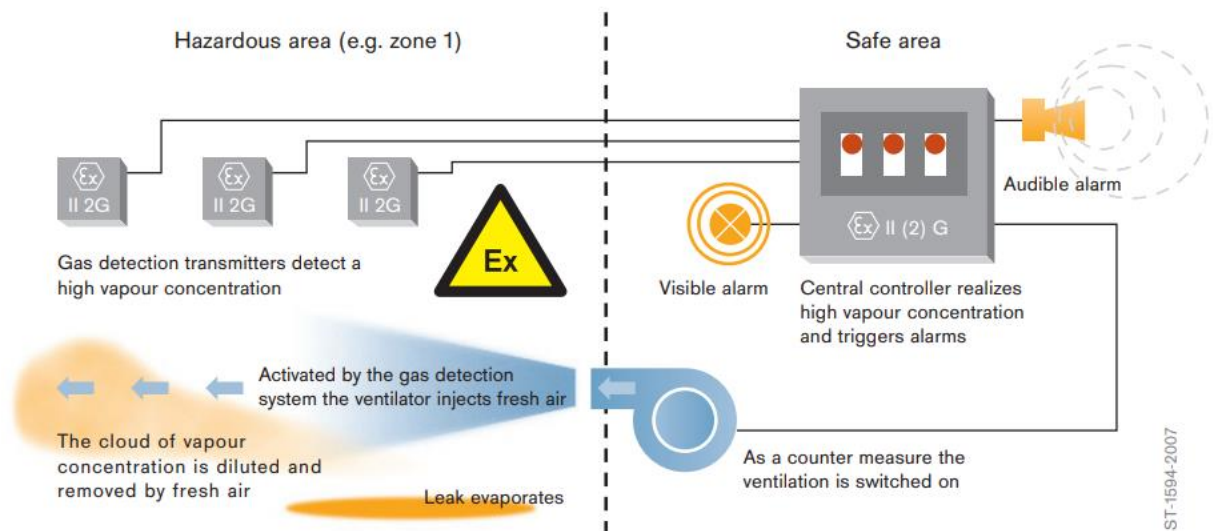 Hazardous area (e.g. zone 1)
Safe area
Ex
II 2G
Ex
II 2G
Ex
II 2G
Ex
Gas detection transmitters detect a
high vapour concentration
Ex II (2) G
Audible alarm
Visible alarm
Central controller realizes
high vapour concentration
and triggers alarms
Activated by the gas detection
system the ventilator injects fresh air
The cloud of vapour
concentration is diluted and
removed by fresh air
Leak evaporates
As a counter measure the
ventilation is switched on
ST-1594-2007